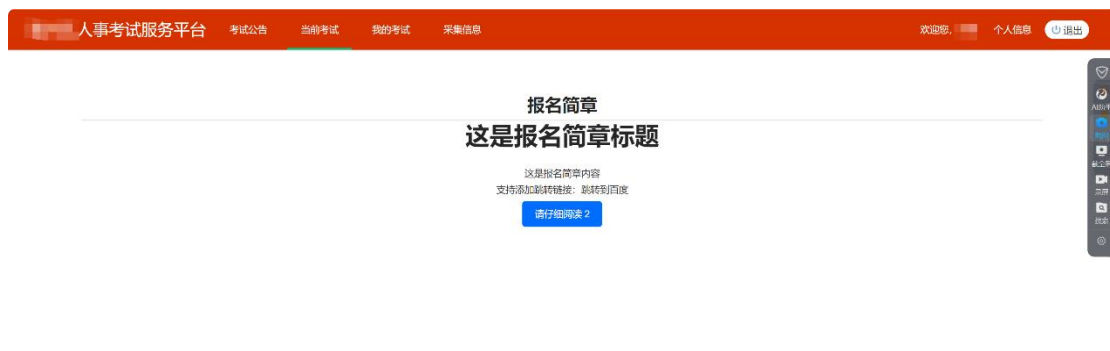 人事考试服务平台
考试公告
当前考试
我的考试
采集信息
欢迎您,
个人信息
退出
报名简章
这是报名简章标题
这是报名简章内容
支持添加跳转链接：跳转到百度
请仔细阅读 2